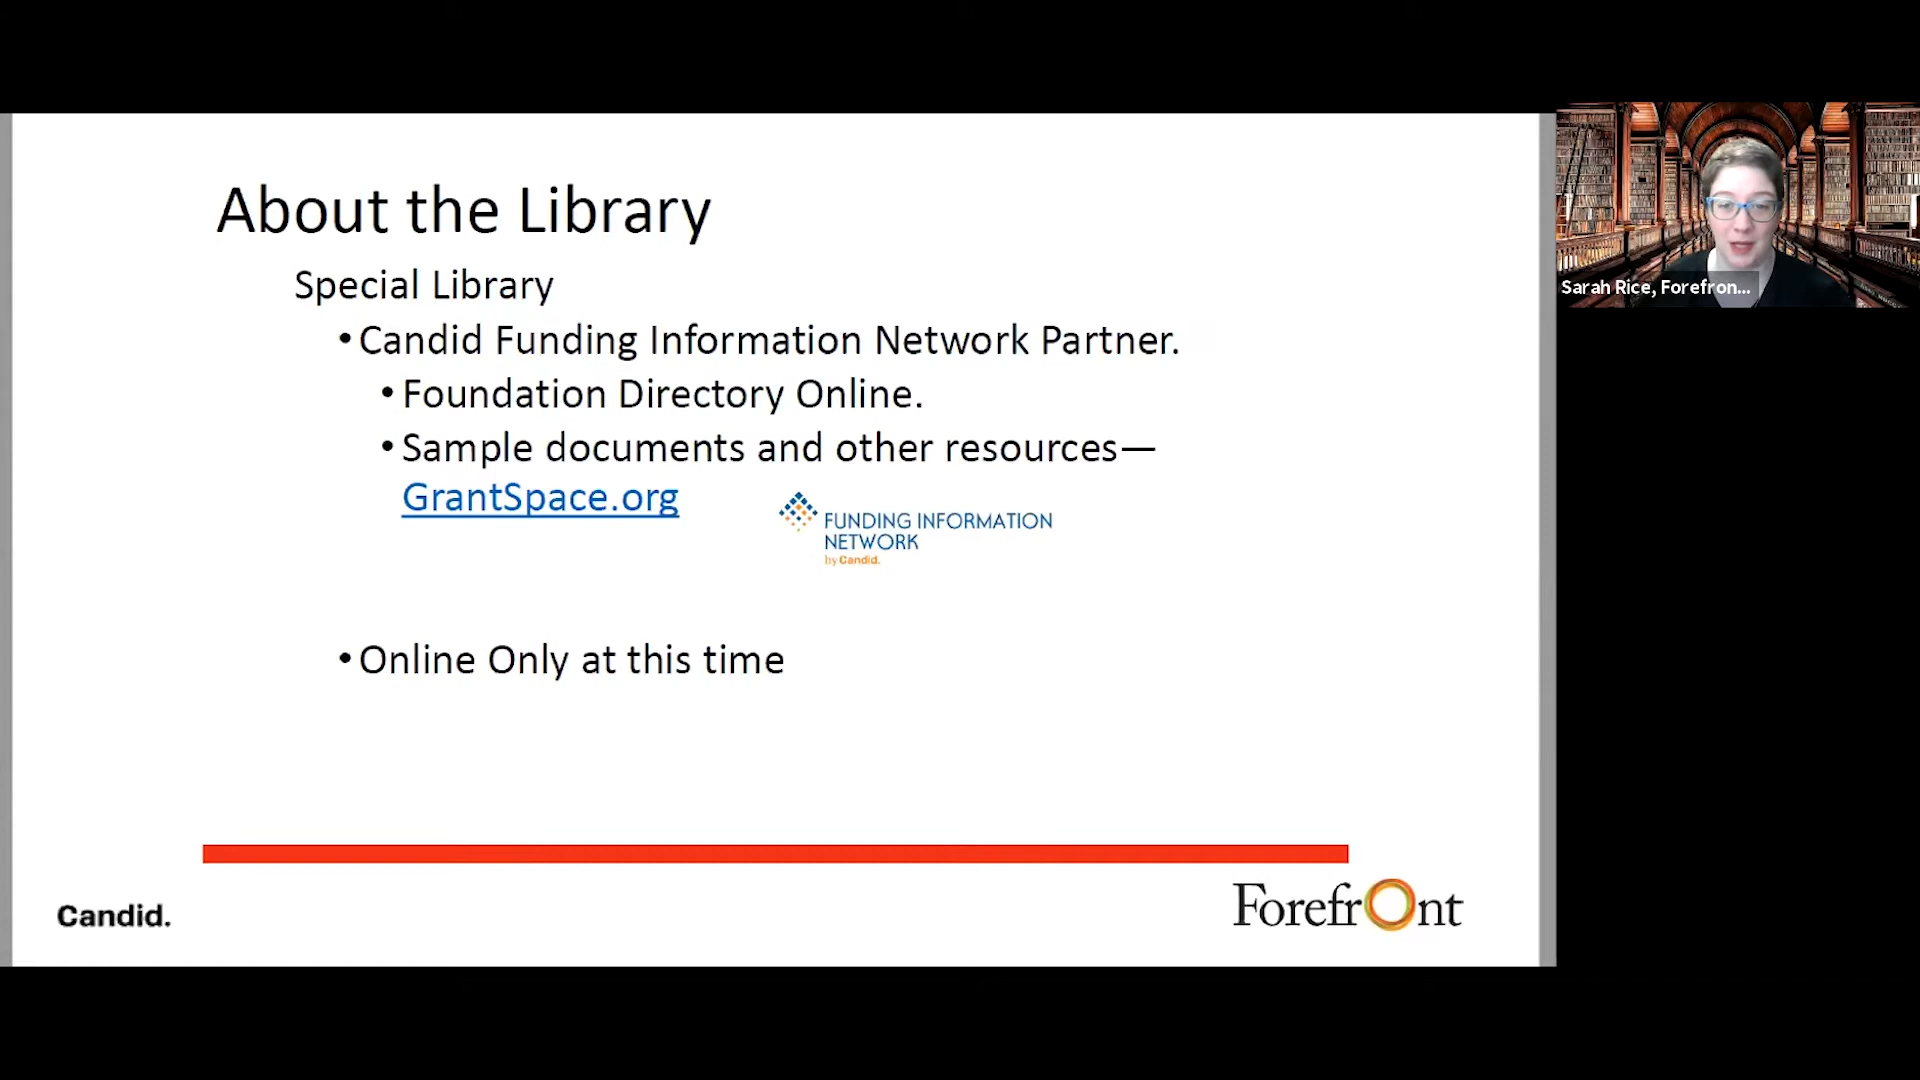 About the Library
Special Library
•Candid Funding Information Network Partner.
•Foundation Directory Online.
•Sample documents and other resources—
GrantSpace.org
FUNDING INFORMATION
NETWORK
by Candid.
•Online Only at this time
Candid.
Forefront
Sarah Rice, Forefron...